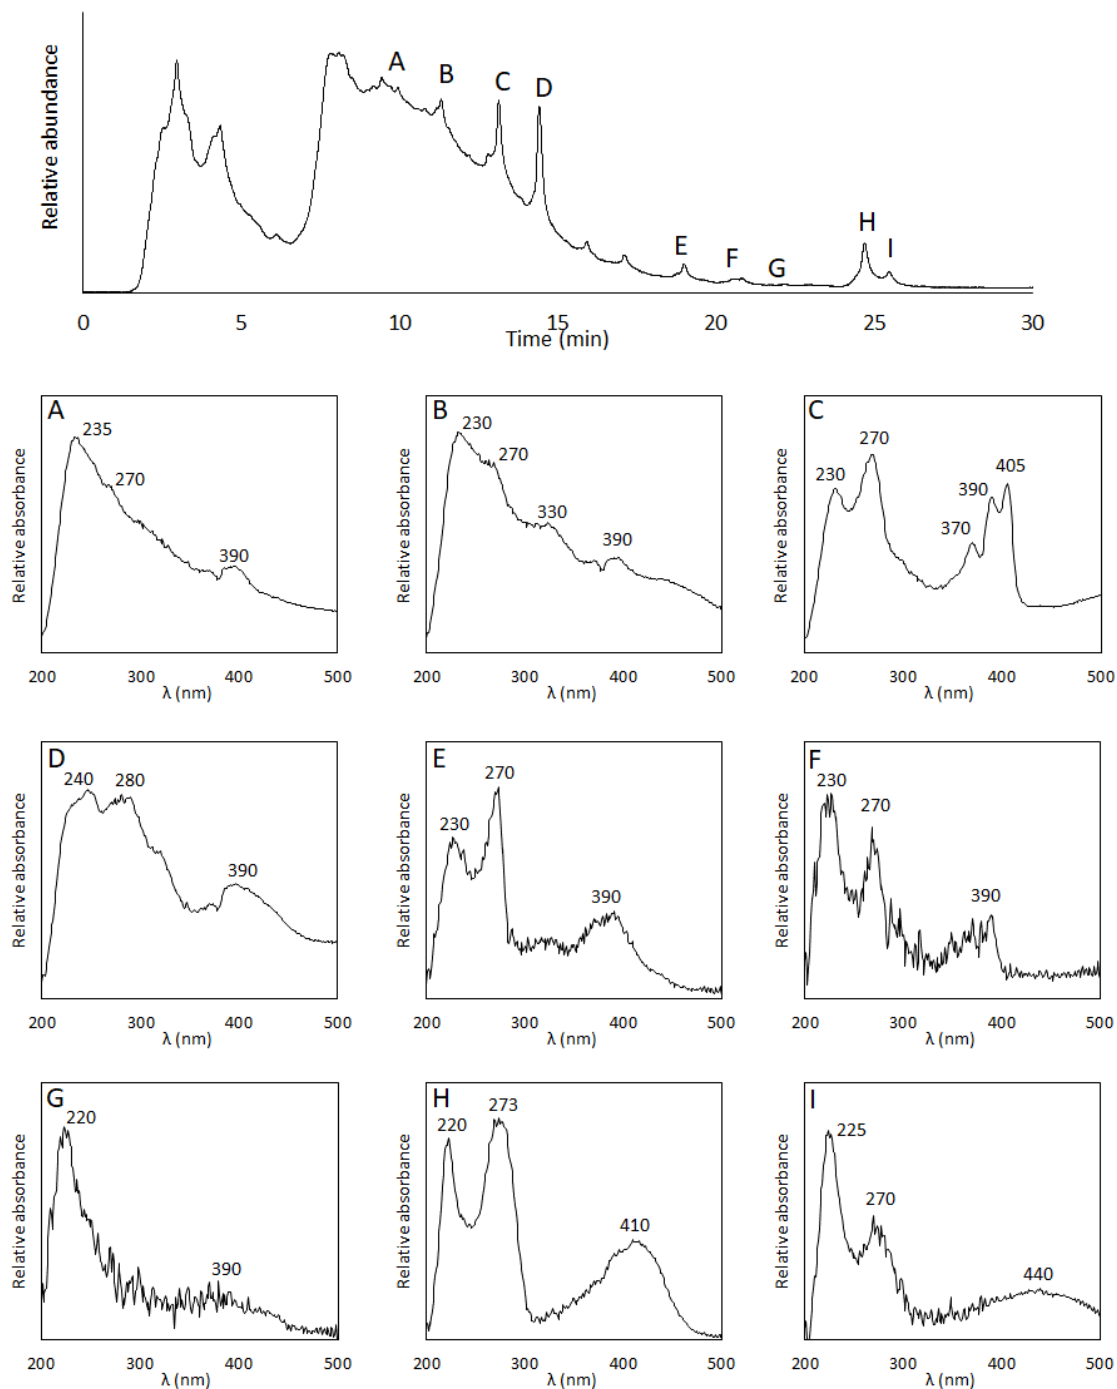 Relative abundance
A
B
C
D
E
F
G
H
I
0 5 10 15 20 25 30
Time (min)
A
235
270
390
Relative absorbance
200 300 400 500
λ (nm)
B
230
270
330
390
Relative absorbance
200 300 400 500
λ (nm)
C
230
270
370
390
405
Relative absorbance
200 300 400 500
λ (nm)
D
240
280
390
Relative absorbance
200 300 400 500
λ (nm)
E
230
270
390
Relative absorbance
200 300 400 500
λ (nm)
F
230
270
390
Relative absorbance
200 300 400 500
λ (nm)
G
220
390
Relative absorbance
200 300 400 500
λ (nm)
H
220
273
410
Relative absorbance
200 300 400 500
λ (nm)
I
225
270
440
Relative absorbance
200 300 400 500
λ (nm)